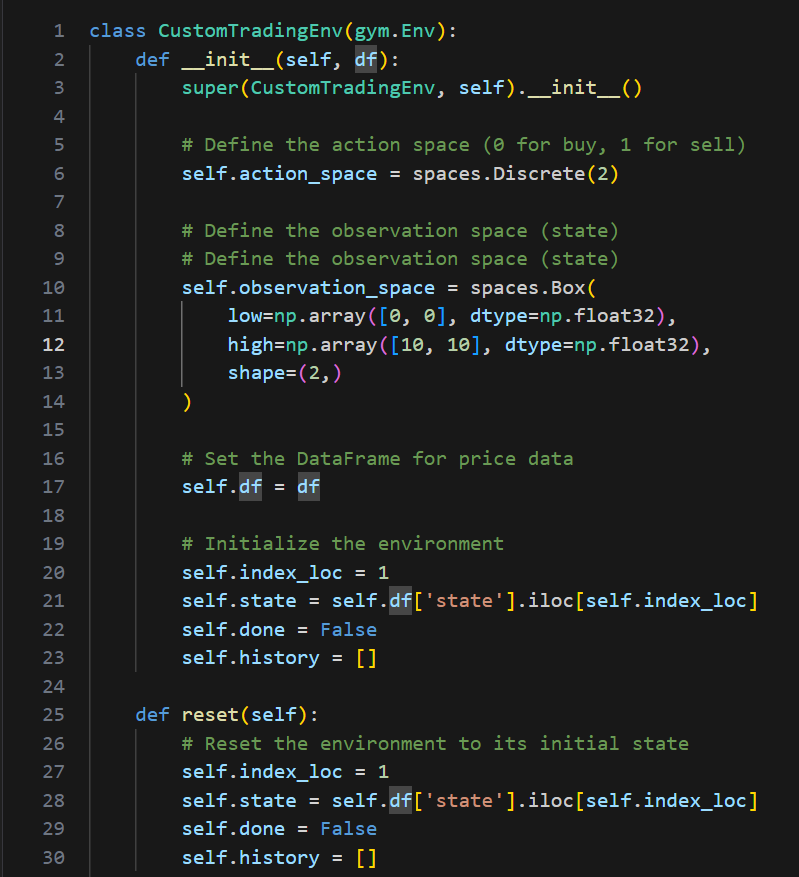 1 class CustomTradingEnv(gym.Env):
2     def __init__(self, df):
3         super(CustomTradingEnv, self).__init__()
4
5         # Define the action space (0 for buy, 1 for sell)
6         self.action_space = spaces.Discrete(2)
7
8         # Define the observation space (state)
9         # Define the observation space (state)
10         self.observation_space = spaces.Box(
11             low=np.array([0, 0], dtype=np.float32),
12             high=np.array([10, 10], dtype=np.float32),
13             shape=(2,)
14         )
15
16         # Set the DataFrame for price data
17         self.df = df
18
19         # Initialize the environment
20         self.index_loc = 1
21         self.state = self.df['state'].iloc[self.index_loc]
22         self.done = False
23         self.history = []
24
25     def reset(self):
26         # Reset the environment to its initial state
27         self.index_loc = 1
28         self.state = self.df['state'].iloc[self.index_loc]
29         self.done = False
30         self.history = []